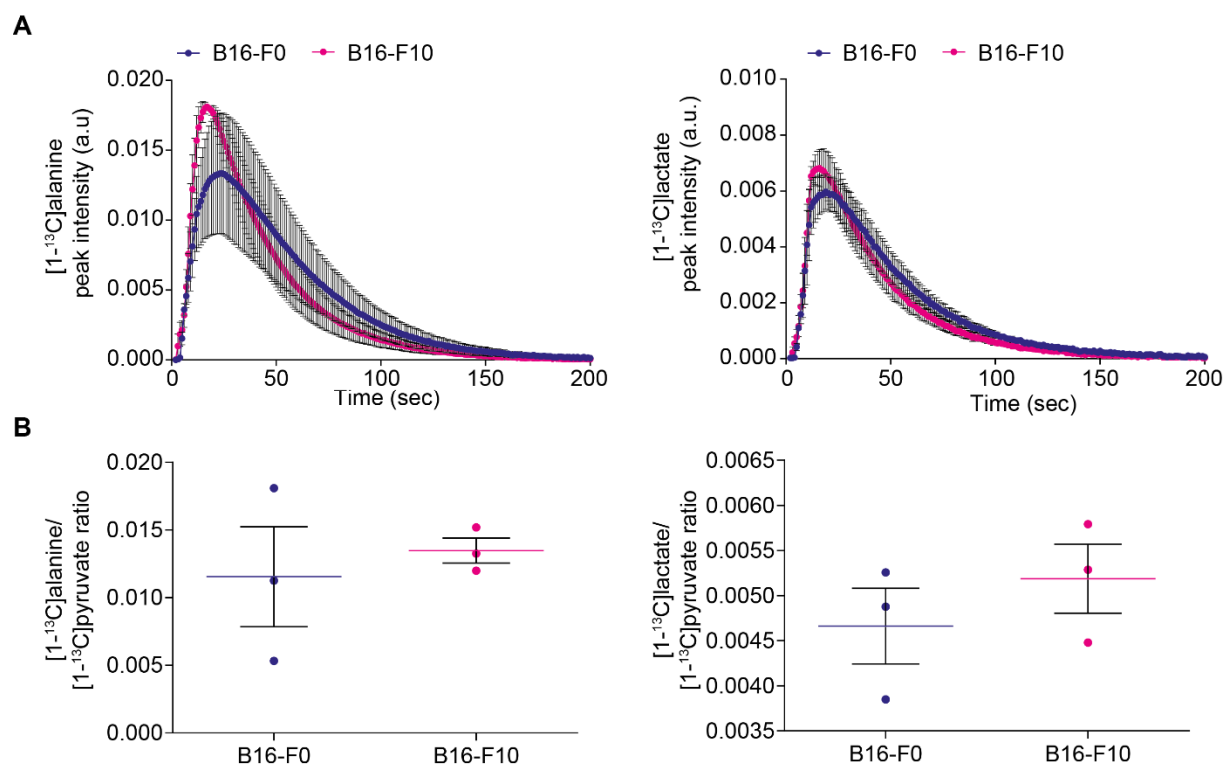 A
B16-F0 B16-F10
[1-¹³C]alanine
peak intensity (a.u)
0.020
0.015
0.010
0.005
0.000
0 50 100 150 200
Time (sec)
B16-F0 B16-F10
[1-¹³C]lactate
peak intensity (a.u.)
0.010
0.008
0.006
0.004
0.002
0.000
0 50 100 150 200
Time (sec)
B
[1-¹³C]alanine/
[1-¹³C]pyruvate ratio
0.020
0.015
0.010
0.005
0.000
B16-F0 B16-F10
[1-¹³C]lactate/
[1-¹³C]pyruvate ratio
0.0065
0.0060
0.0055
0.0050
0.0045
0.0040
0.0035
B16-F0 B16-F10